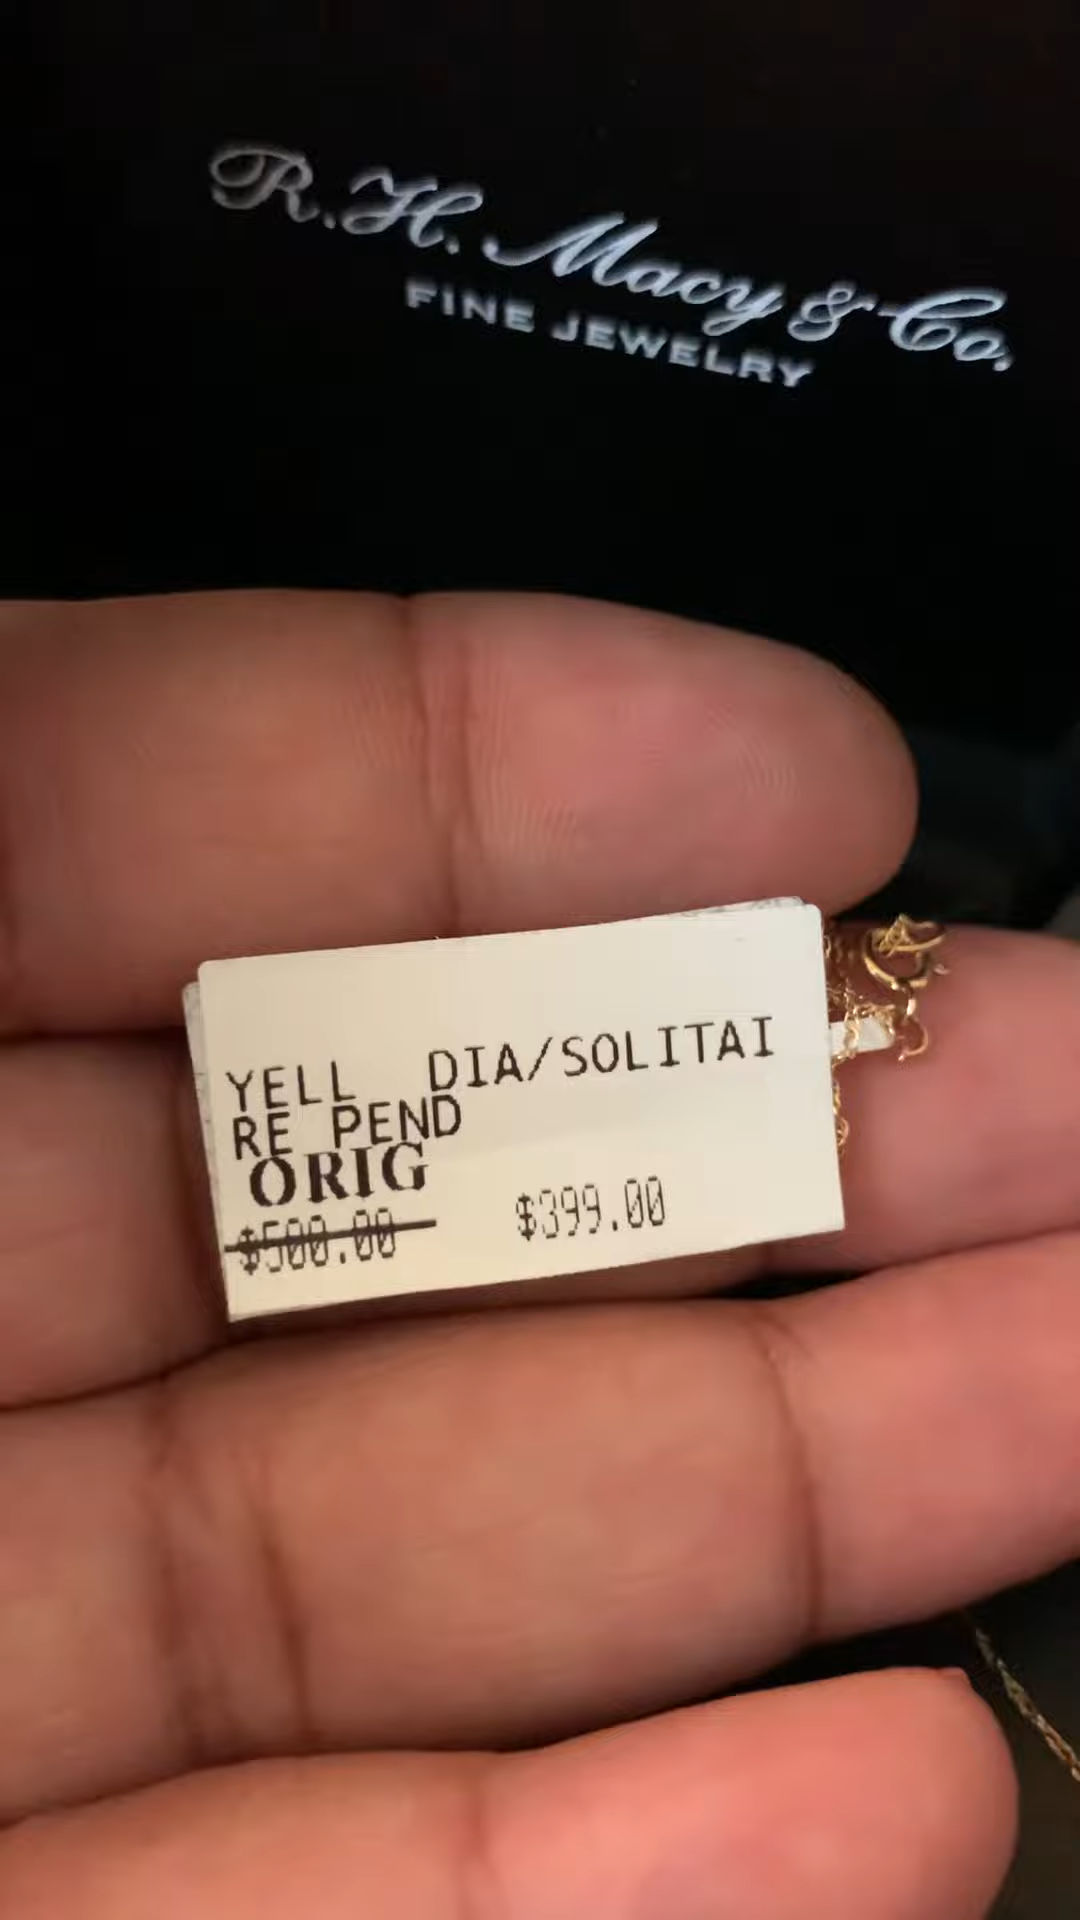 R.H. Macy & Co.
FINE JEWELRY
YELL DIA/SOLITAI
RE PEND
ORIG
$500.00 $399.00